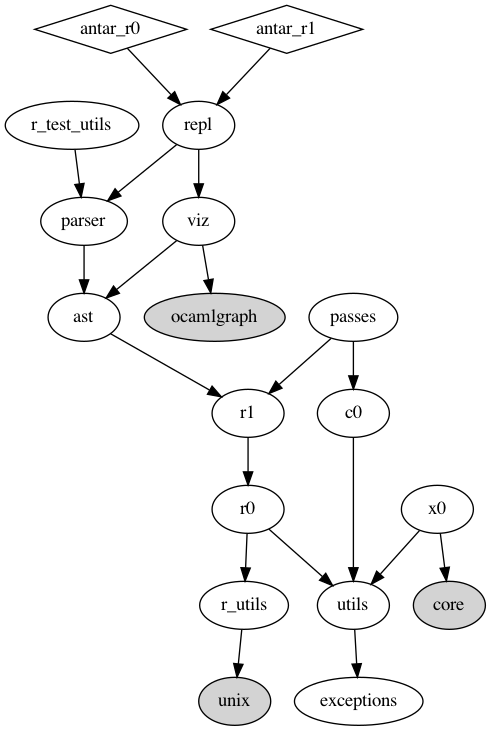 antar_r0
antar_r1
r_test_utils
repl
parser
viz
ast
ocamlgraph
passes
r1
c0
r0
x0
r_utils
utils
core
unix
exceptions